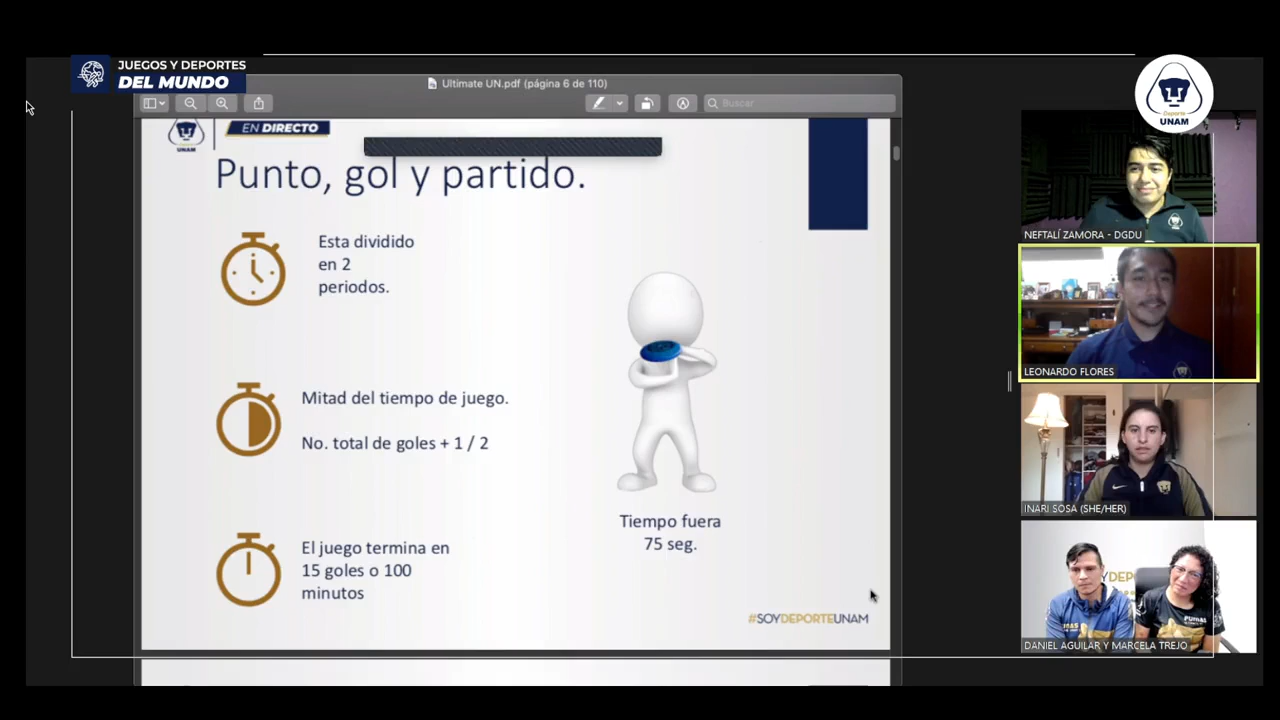 JUEGOS Y DEPORTES
DEL MUNDO
Ultimate UN.pdf (página 6 de 110)
Buscar
UNAM
EN DIRECTO
Punto, gol y partido.
Esta dividido
en 2
periodos.
Mitad del tiempo de juego.
No. total de goles + 1 / 2
El juego termina en
15 goles o 100
minutos
Tiempo fuera
75 seg.
#SOYDEPORTEUNAM
Deporte
UNAM
NEFTALÍ ZAMORA - DGDU
LEONARDO FLORES
INARI SOSA (SHE/HER)
DANIEL AGUILAR Y MARCELA TREJO